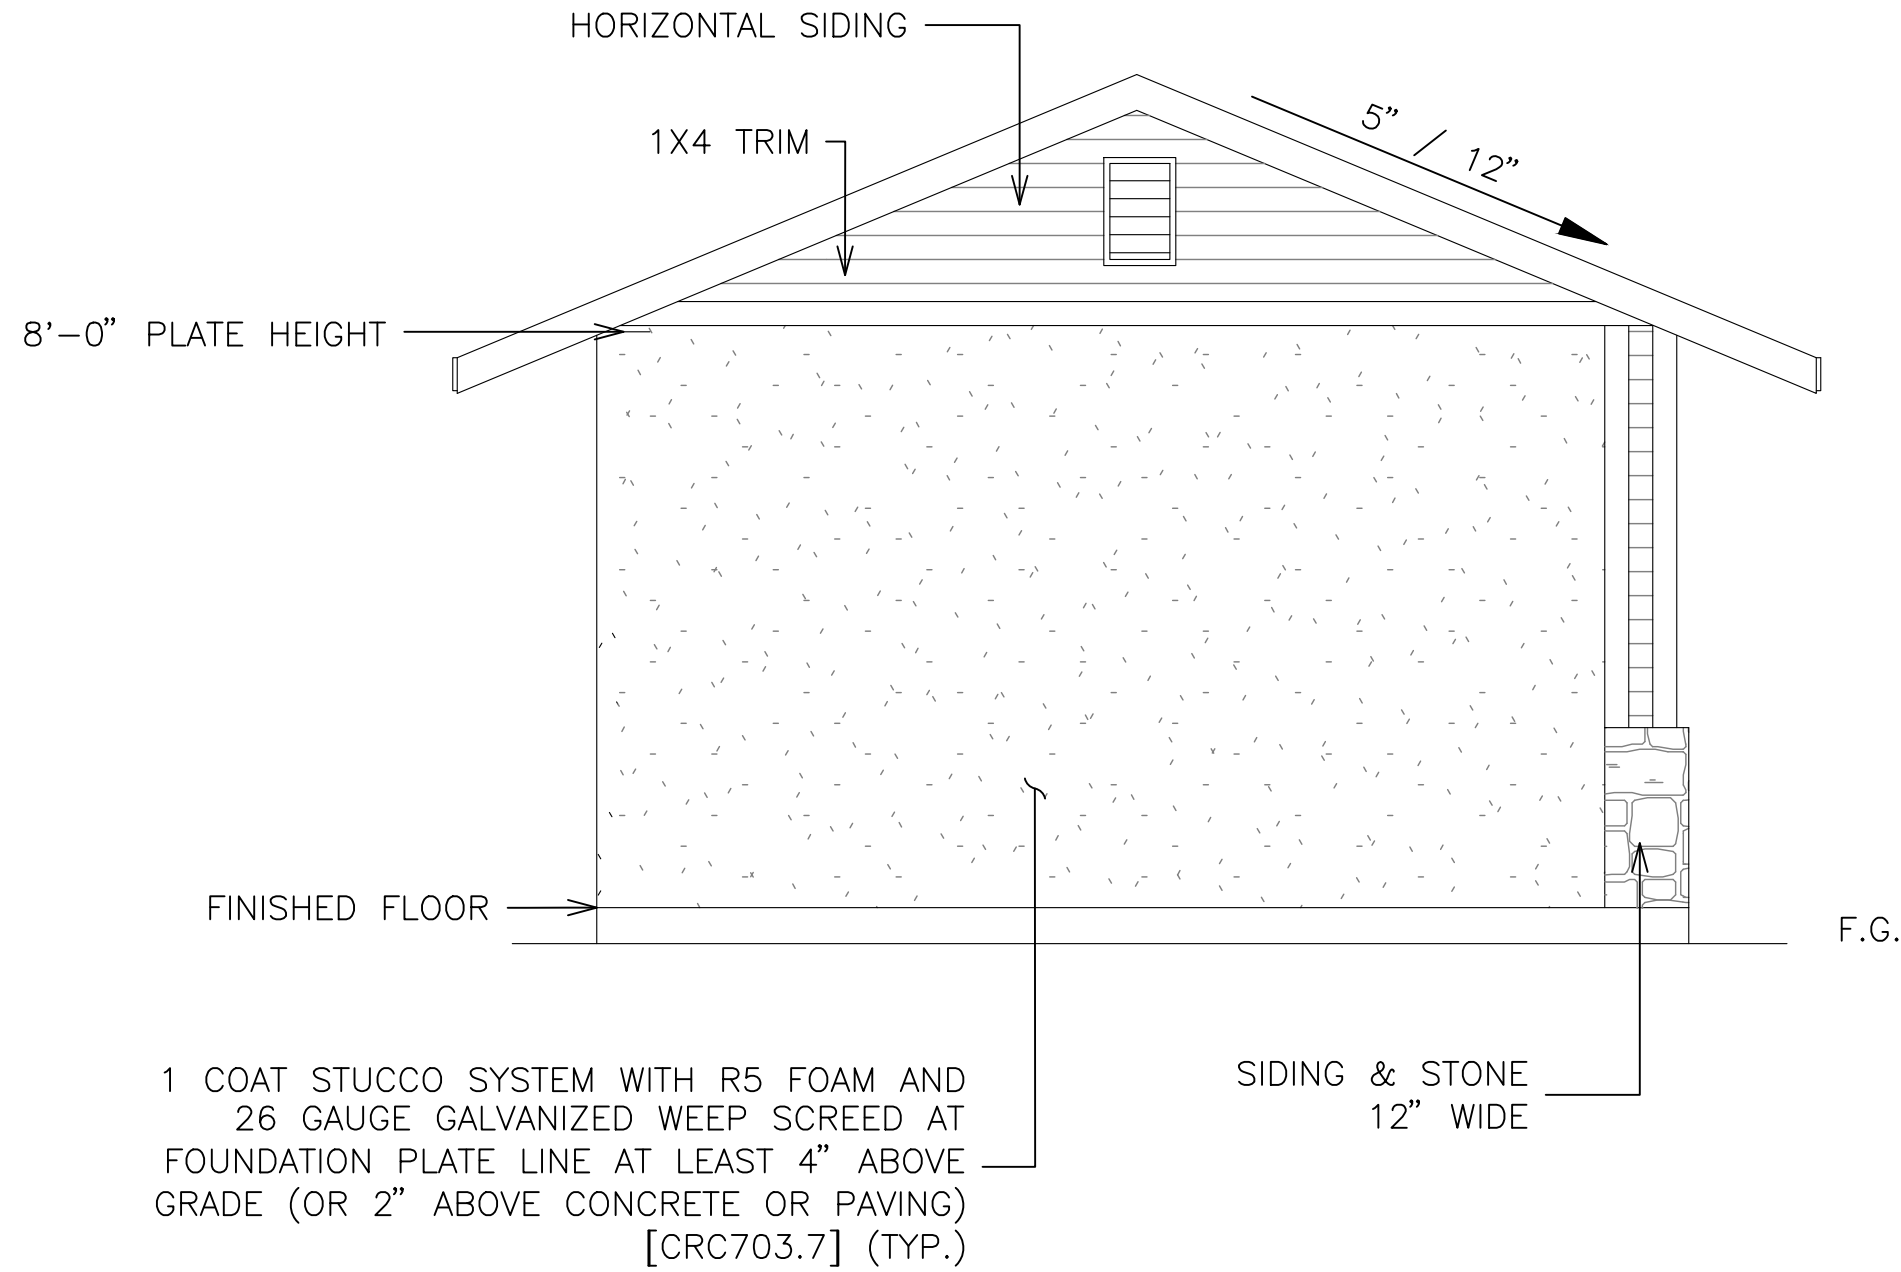 HORIZONTAL SIDING
1X4 TRIM
5” / 12”
8'-0” PLATE HEIGHT
FINISHED FLOOR
F.G.
1 COAT STUCCO SYSTEM WITH R5 FOAM AND
26 GAUGE GALVANIZED WEEP SCREED AT
FOUNDATION PLATE LINE AT LEAST 4” ABOVE
GRADE (OR 2” ABOVE CONCRETE OR PAVING)
[CRC703.7] (TYP.)
SIDING & STONE
12” WIDE